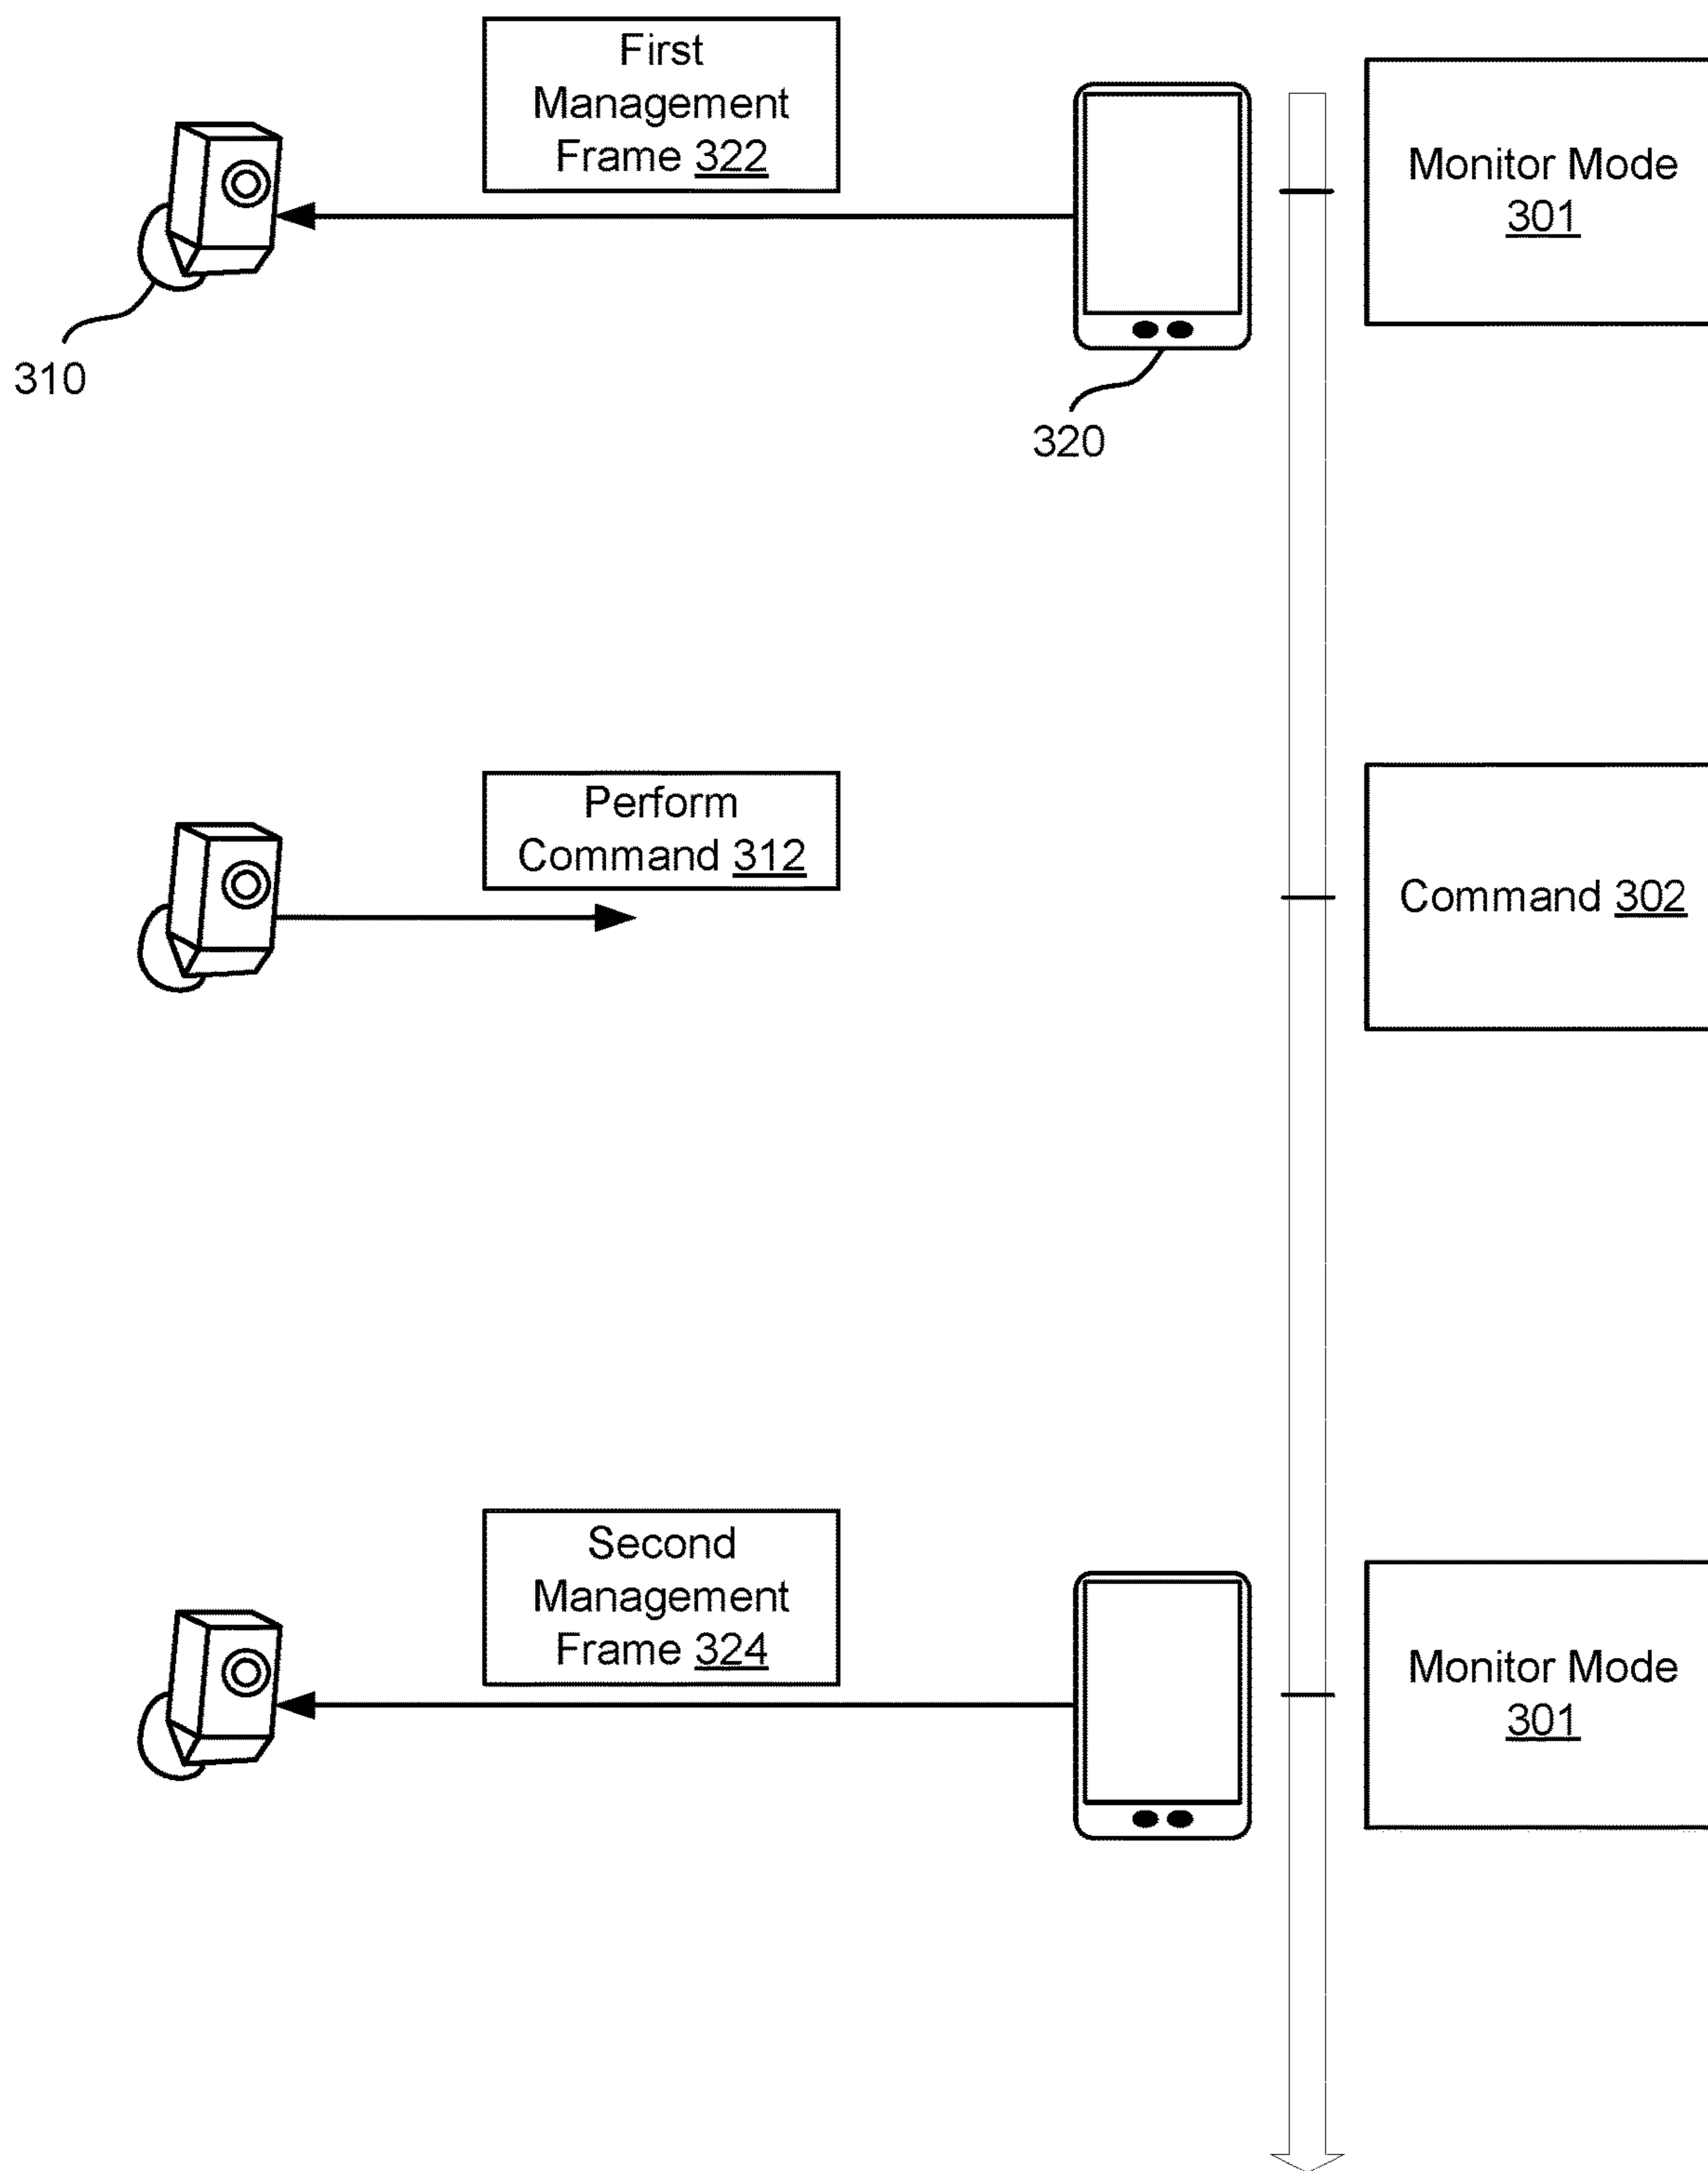 First
Management
Frame 322
Monitor Mode
301
310
320
Perform
Command 312
Command 302
Second
Management
Frame 324
Monitor Mode
301